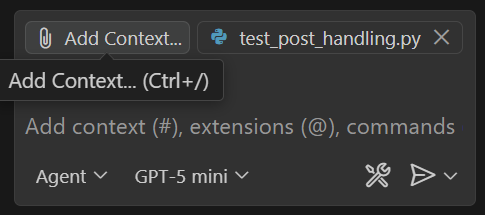 Add Context... test_post_handling.py
Add Context... (Ctrl+/)
Add context (#), extensions (@), commands
Agent GPT-5 mini